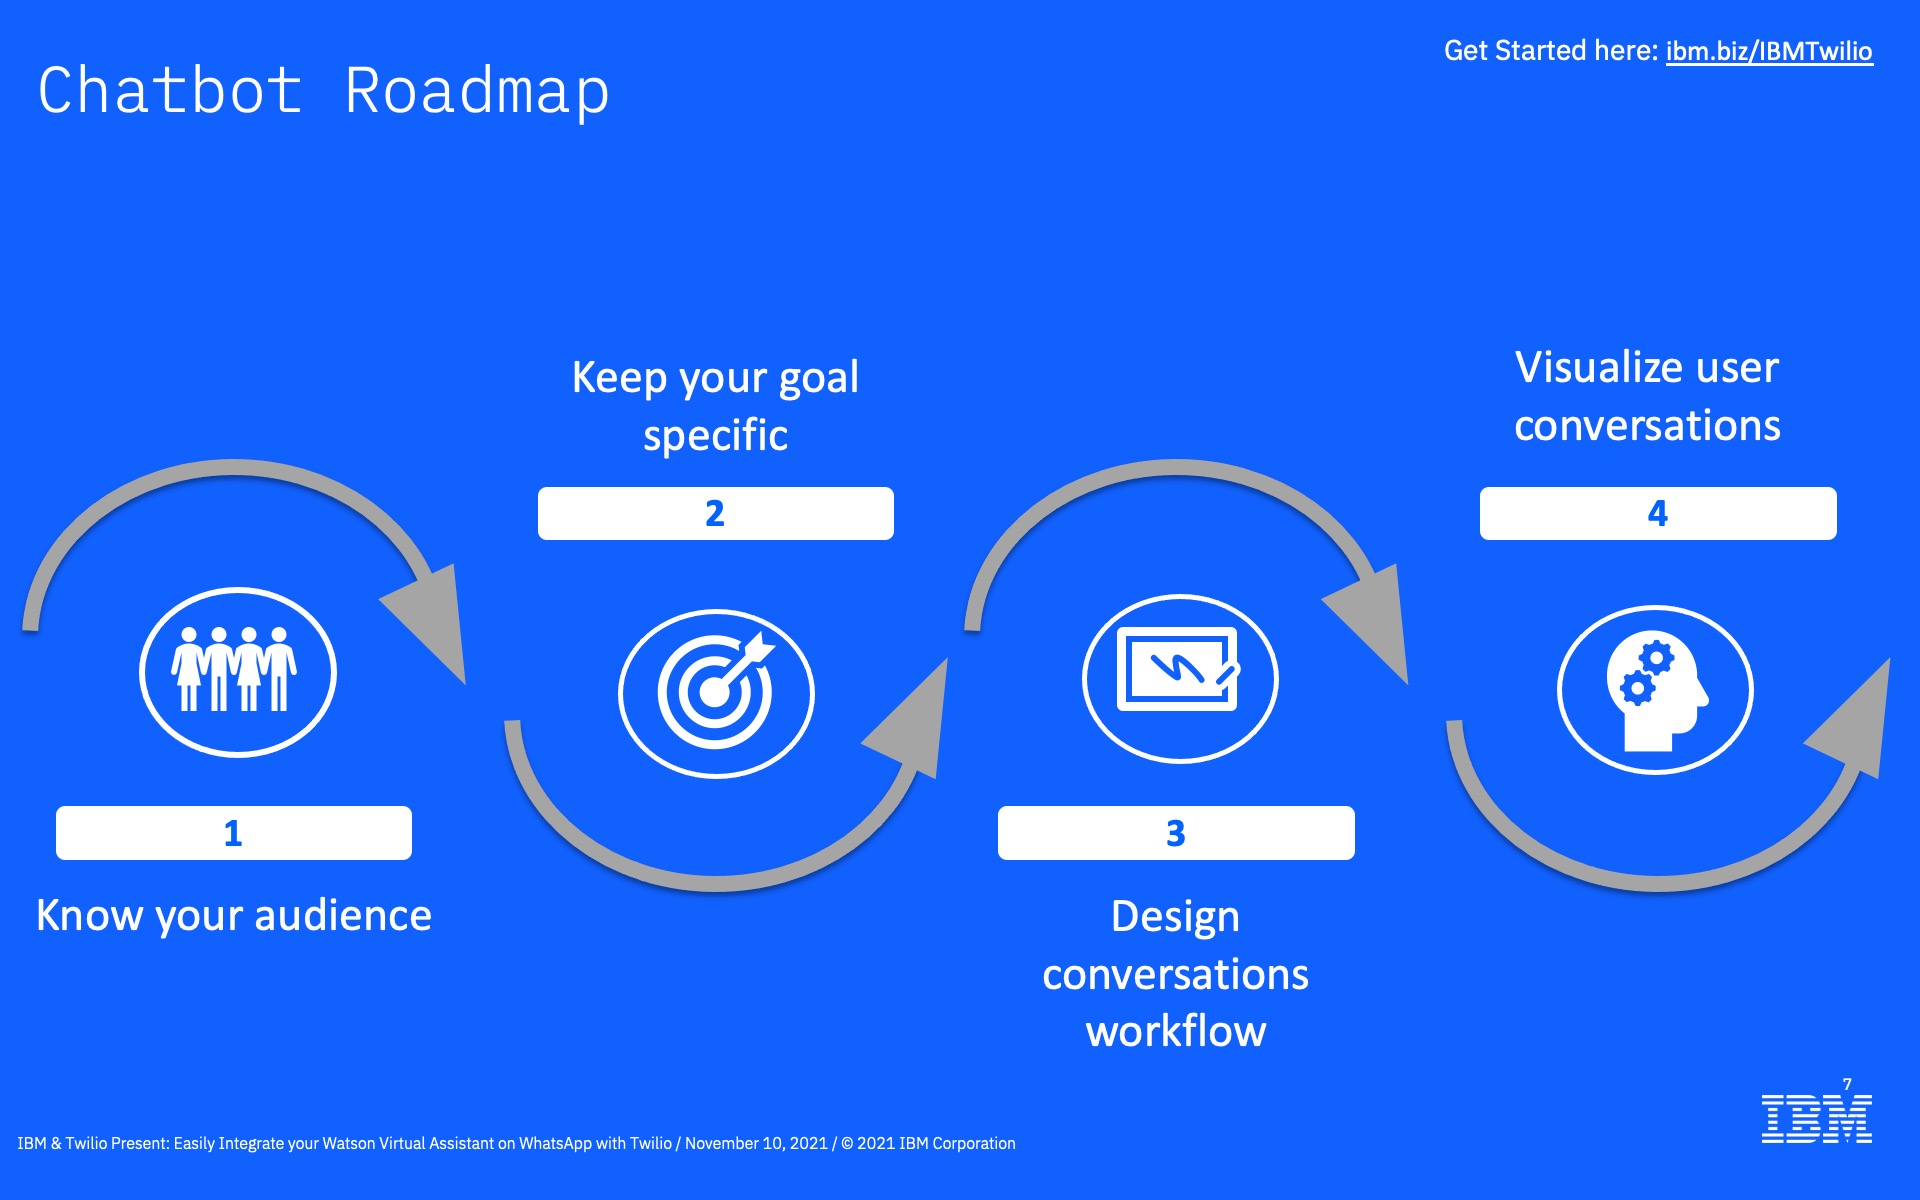 Chatbot Roadmap
Get Started here: ibm.biz/IBMTwilio
1
Know your audience
Keep your goal
specific
2
3
Design
conversations
workflow
Visualize user
conversations
4
7
IBM
IBM & Twilio Present: Easily Integrate your Watson Virtual Assistant on WhatsApp with Twilio / November 10, 2021 / © 2021 IBM Corporation